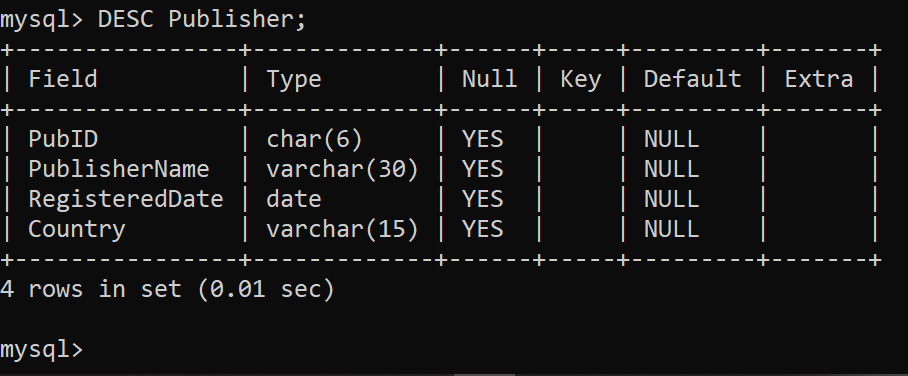 mysql> DESC Publisher;
+----------------+-------------+------+-----+---------+-------+
| Field          | Type        | Null | Key | Default | Extra |
+----------------+-------------+------+-----+---------+-------+
| PubID          | char(6)     | YES  |     | NULL    |       |
| PublisherName  | varchar(30) | YES  |     | NULL    |       |
| RegisteredDate | date        | YES  |     | NULL    |       |
| Country        | varchar(15) | YES  |     | NULL    |       |
+----------------+-------------+------+-----+---------+-------+
4 rows in set (0.01 sec)
mysql>